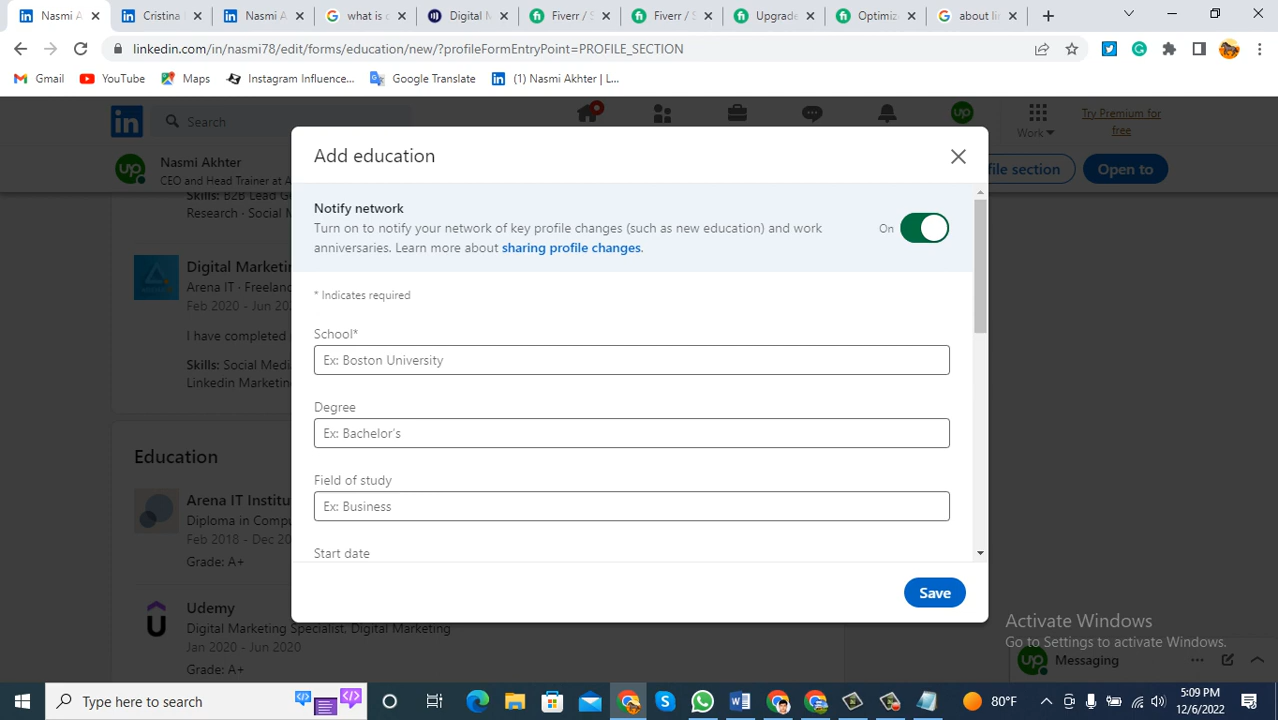 Nasmi A
Cristina
Nasmi A
what is c
Digital M
Fiverr / S
Fiverr / S
Upgrade
Optimiz
about li
linkedin.com/in/nasmi78/edit/forms/education/new/?profileFormEntryPoint=PROFILE_SECTION
Gmail
YouTube
Maps
Instagram Influence...
Google Translate
(1) Nasmi Akhter | L...
in
Search
Work
Try Premium for
free
up
Nasmi Akhter
CEO and Head Trainer at A
file section
Open to
Skills: B2B Lead G
Research · Social M
Digital Marketin
Arena IT · Freelanc
Feb 2020 - Jun 20
I have completed
Skills: Social Medi
Linkedin Marketing
Education
Arena IT Institu
Diploma in Compu
Feb 2018 - Dec 20
Grade: A+
Udemy
Digital Marketing Specialist, Digital Marketing
Jan 2020 - Jun 2020
Grade: A+
Add education
Notify network
Turn on to notify your network of key profile changes (such as new education) and work
anniversaries. Learn more about sharing profile changes.
On
* Indicates required
School*
Ex: Boston University
Degree
Ex: Bachelor's
Field of study
Ex: Business
Start date
Save
Activate Windows
Go to Settings to activate Windows.
up
Messaging
Type here to search
80°F
5:09 PM
12/6/2022